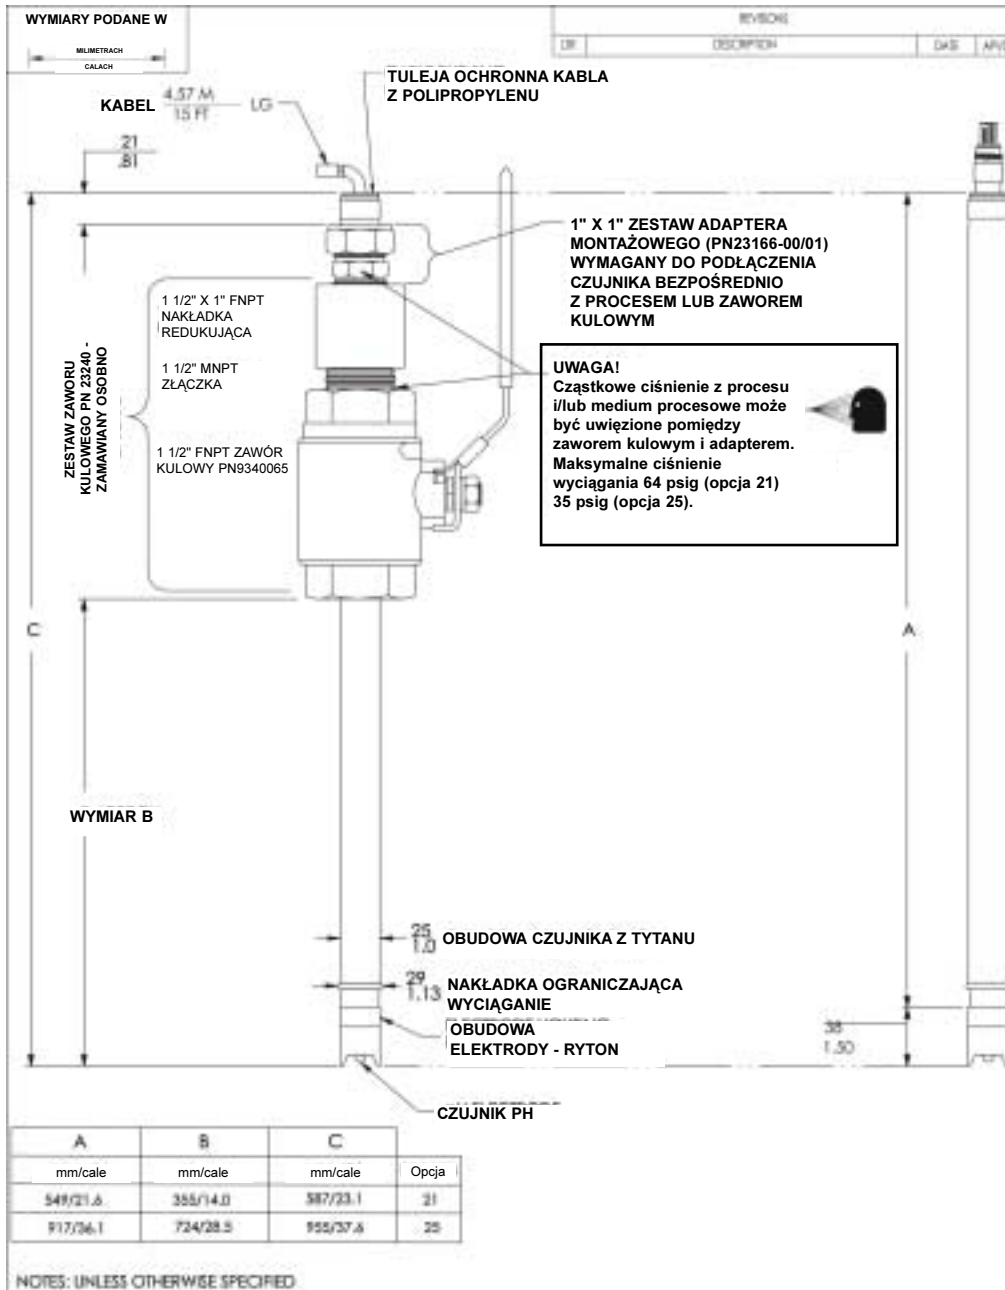 WYMIARY PODANE W
MILIMETRACH
CALACH
REVISIONS
LTR DESCRIPTION DATE
KABEL 4.57 M LG
15 FT
TULEJA OCHRONNA KABLA
Z POLIPROPYLENU
21
.81
1" X 1" ZESTAW ADAPTERA
MONTAŻOWEGO (PN23166-00/01)
WYMAGANY DO PODŁĄCZENIA
CZUJNIKA BEZPOŚREDNIO
Z PROCESEM LUB ZAWOREM
KULOWYM
1 1/2" X 1" FNPT
NAKŁADKA
REDUKUJĄCA
1 1/2" MNPT
ZŁĄCZKA
1 1/2" FNPT ZAWÓR
KULOWY PN9340065
ZESTAW ZAWORU
KULOWEGO PN 23240 -
ZAMAWIANY OSOBNO
UWAGA!
Cząstkowe ciśnienie z procesu
i/lub medium procesowe może
być uwięzione pomiędzy
zaworem kulowym i adapterem.
Maksymalne ciśnienie
wyciągania 64 psig (opcja 21)
35 psig (opcja 25).
C
A
WYMIAR B
25
1.0
OBUDOWA CZUJNIKA Z TYTANU
29
1.13
NAKŁADKA OGRANICZAJĄCA
WYCIĄGANIE
OBUDOWA
ELEKTRODY - RYTON
38
1.50
CZUJNIK PH
A B C
mm/cale mm/cale mm/cale Opcja
549/21.6 355/14.0 587/23.1 21
917/36.1 724/28.5 955/37.6 25
NOTES: UNLESS OTHERWISE SPECIFIED